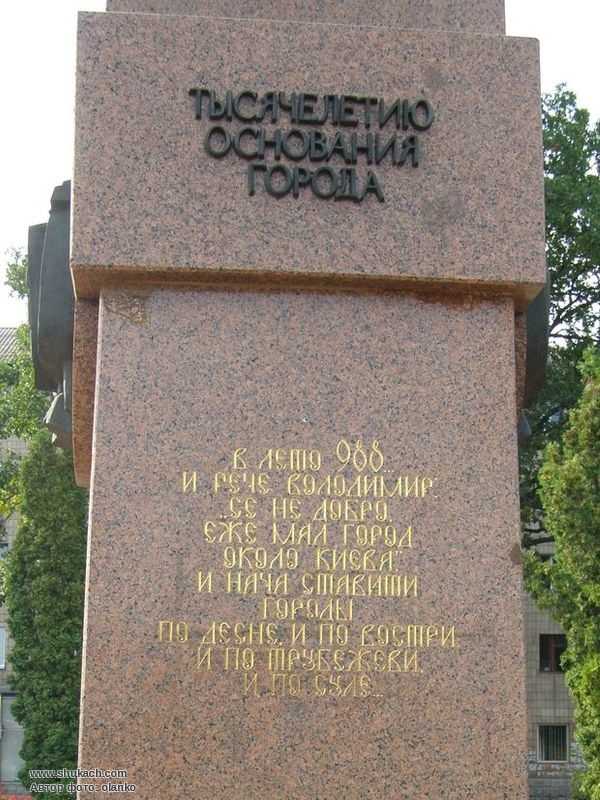 ТЫСЯЧЕЛЕТИЮ
ОСНОВАНИЯ
ГОРОДА
В ЛЕТО 988...
И РЕЧЕ ВОЛОДИМИР:
"...СЕ НЕ ДОБРО,
ЕЖЕ МАЛ ГОРОД
ОКОЛО КИЕВА".
И НАЧА СТАВИТИ
ГОРОДЫ
ПО ДЕСНЕ, И ПО ВОСТРИ,
И ПО ТРУБЕЖЕВИ,
И ПО СУЛЕ...
www.shukach.com
Автор фото: olanko